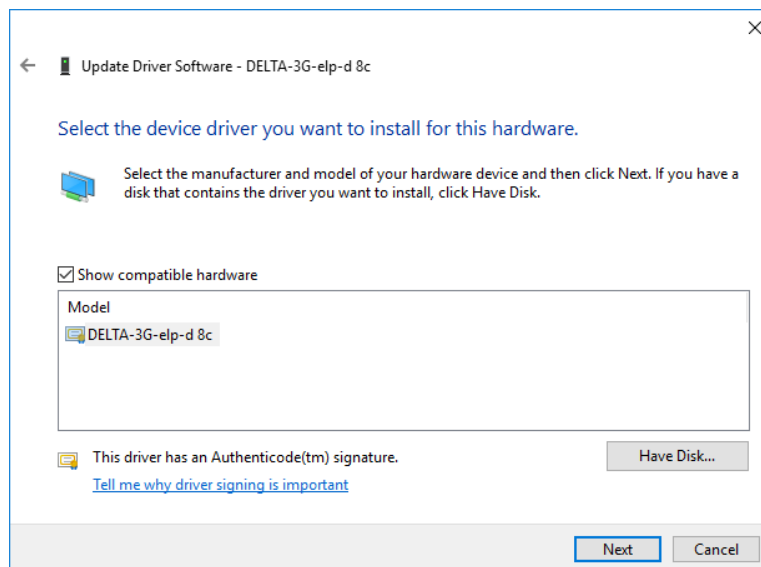 Update Driver Software - DELTA-3G-elp-d 8c
Select the device driver you want to install for this hardware.
Select the manufacturer and model of your hardware device and then click Next. If you have a
disk that contains the driver you want to install, click Have Disk.
Show compatible hardware
Model
DELTA-3G-elp-d 8c
This driver has an Authenticode(tm) signature.
Have Disk...
Tell me why driver signing is important
Next
Cancel